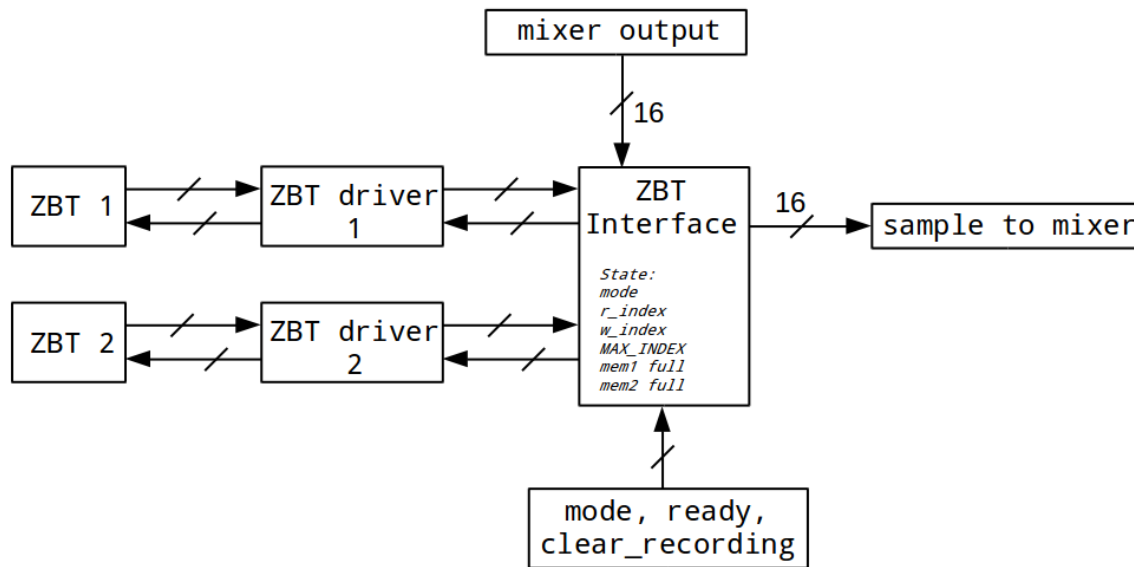 mixer output
16
ZBT 1
ZBT driver
1
ZBT
Interface
16
sample to mixer
State:
mode
r_index
w_index
MAX_INDEX
mem1 full
mem2 full
ZBT 2
ZBT driver
2
mode, ready,
clear_recording